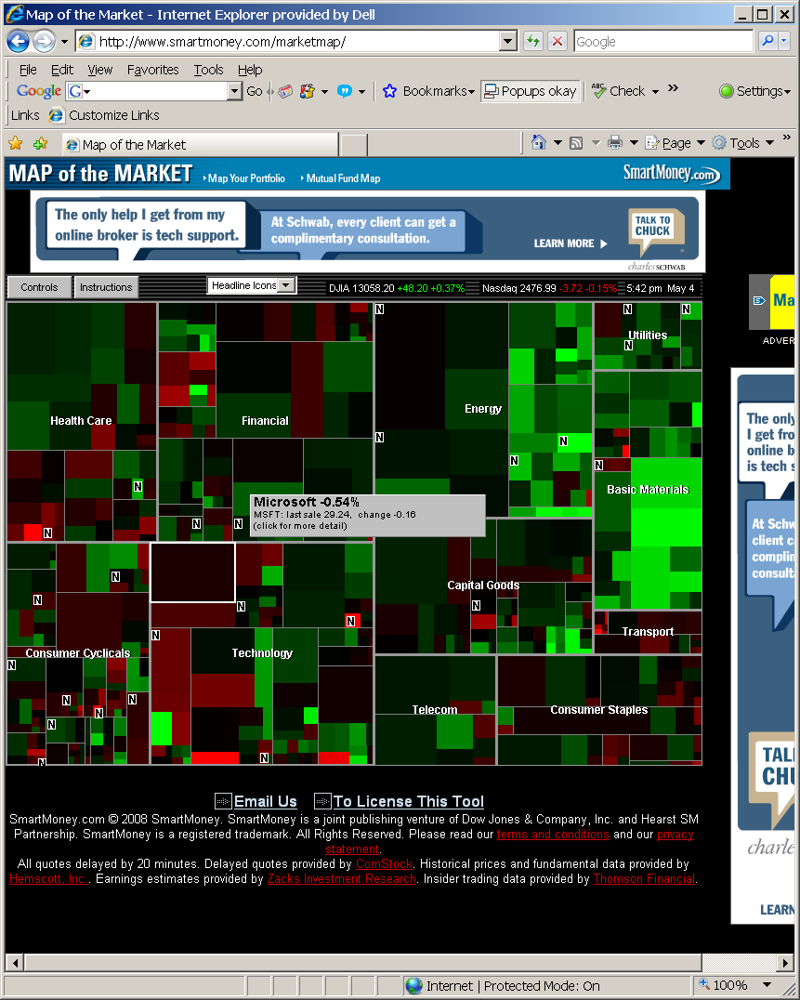 Map of the Market - Internet Explorer provided by Dell
http://www.smartmoney.com/marketmap/
Google
File Edit View Favorites Tools Help
Google G Go Bookmarks Popups okay ABC Check » Settings
Links Customize Links
Map of the Market
Page Tools »
MAP of the MARKET Map Your Portfolio Mutual Fund Map SmartMoney.com
The only help I get from my
online broker is tech support.
At Schwab, every client can get a
complimentary consultation.
LEARN MORE
TALK TO
CHUCK
charles SCHWAB
Controls Instructions Headline Icons DJIA 13058.20 +48.20 +0.37% Nasdaq 2476.99 -3.72 -0.15% 5:42 pm May 4
Ma
ADVER
N N N
Utilities
N
Energy
Health Care Financial
N
N
N
N
Basic Materials
N
N N N
Microsoft -0.54%
MSFT: last sale 29.24, change -0.16
(click for more detail)
N
N
Capital Goods
N N
N
N
Transport
Consumer Cyclicals Technology
N
N N
Telecom Consumer Staples
N
N
N N
The only
I get fro
online b
is tech s
At Schw
client c
complin
consult
TAL
CHU
charle
LEARN
Email Us To License This Tool
SmartMoney.com © 2008 SmartMoney. SmartMoney is a joint publishing venture of Dow Jones & Company, Inc. and Hearst SM
Partnership. SmartMoney is a registered trademark. All Rights Reserved. Please read our terms and conditions and our privacy
statement.
All quotes delayed by 20 minutes. Delayed quotes provided by ComStock. Historical prices and fundamental data provided by
Hemscott, Inc.. Earnings estimates provided by Zacks Investment Research. Insider trading data provided by Thomson Financial.
Internet | Protected Mode: On 100%